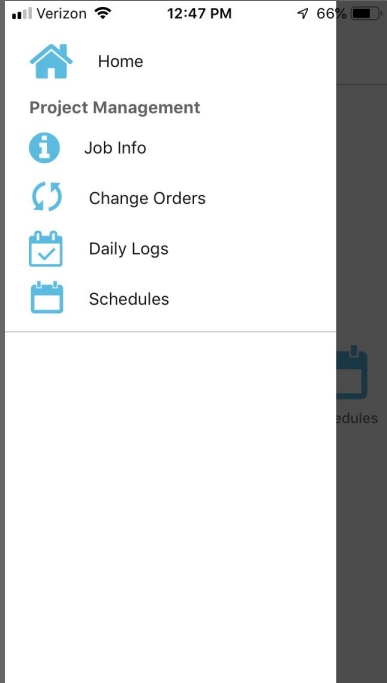 Verizon 12:47 PM 66%
Home
Project Management
Job Info
Change Orders
Daily Logs
Schedules
edules